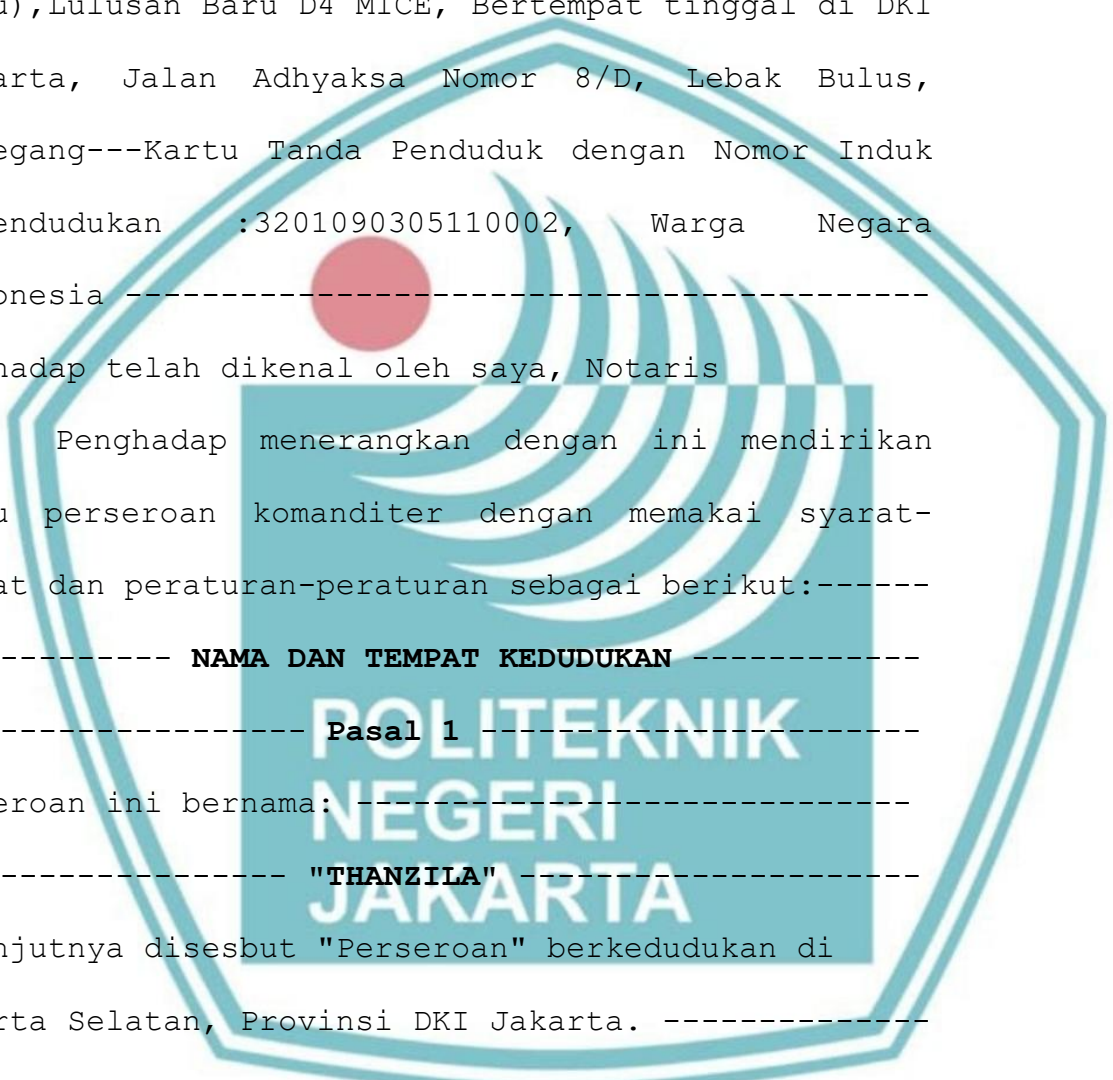 u),Lulusan Baru D4 MICE, Bertempat tinggal di DKI
arta, Jalan Adhyaksa Nomor 8/D, Lebak Bulus,
egang---Kartu Tanda Penduduk dengan Nomor Induk
endudukan :3201090305110002, Warga Negara
onesia ------------------------------------------
hadap telah dikenal oleh saya, Notaris
Penghadap menerangkan dengan ini mendirikan
u perseroan komanditer dengan memakai syarat-
at dan peraturan-peraturan sebagai berikut:------
--------- NAMA DAN TEMPAT KEDUDUKAN ------------
---------------- Pasal 1 -----------------------
eroan ini bernama: -----------------------------
--------------- "THANZILA" ---------------------
njutnya disesbut "Perseroan" berkedudukan di
rta Selatan, Provinsi DKI Jakarta. --------------
POLITEKNIK
NEGERI
JAKARTA